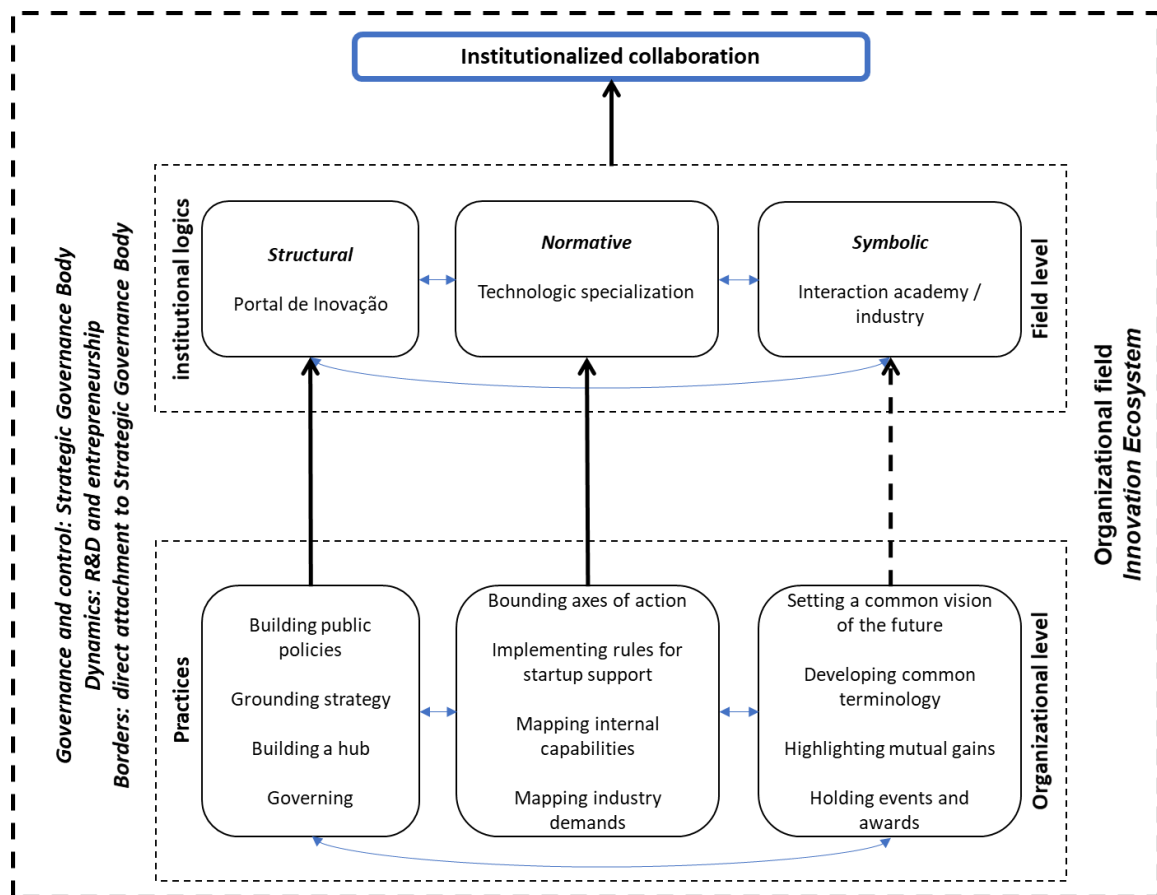 Institutionalized collaboration
Governance and control: Strategic Governance Body
Dynamics: R&D and entrepreneurship
Borders: direct attachment to Strategic Governance Body
institutional logics
Structural
Portal de Inovação
Normative
Technologic specialization
Symbolic
Interaction academy /
industry
Field level
Organizational field
Innovation Ecosystem
Practices
Building public
policies
Grounding strategy
Building a hub
Governing
Bounding axes of action
Implementing rules for
startup support
Mapping internal
capabilities
Mapping industry
demands
Setting a common vision
of the future
Developing common
terminology
Highlighting mutual gains
Holding events and
awards
Organizational level